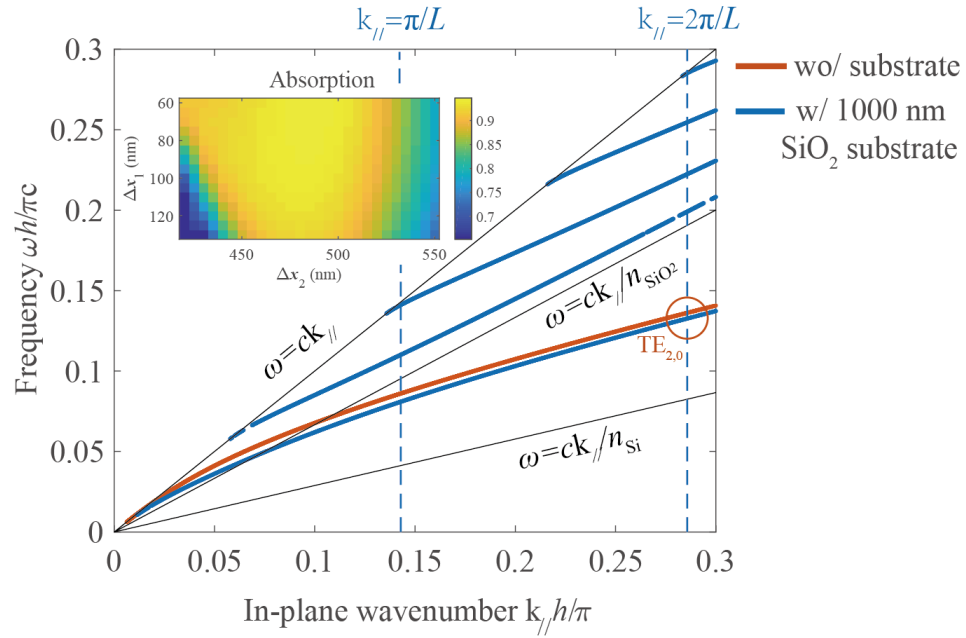 k//=π/L k//=2π/L
0.3
0.25
0.2
0.15
0.1
0.05
0
Frequency ωh/πc
Absorption
60
80
100
120
Δx1 (nm)
450 500 550
Δx2 (nm)
0.9
0.85
0.8
0.75
0.7
wo/ substrate
w/ 1000 nm
SiO2 substrate
ω=ck//
ω=ck///nSiO2
TE2,0
ω=ck///nSi
0 0.05 0.1 0.15 0.2 0.25 0.3
In-plane wavenumber k//h/π